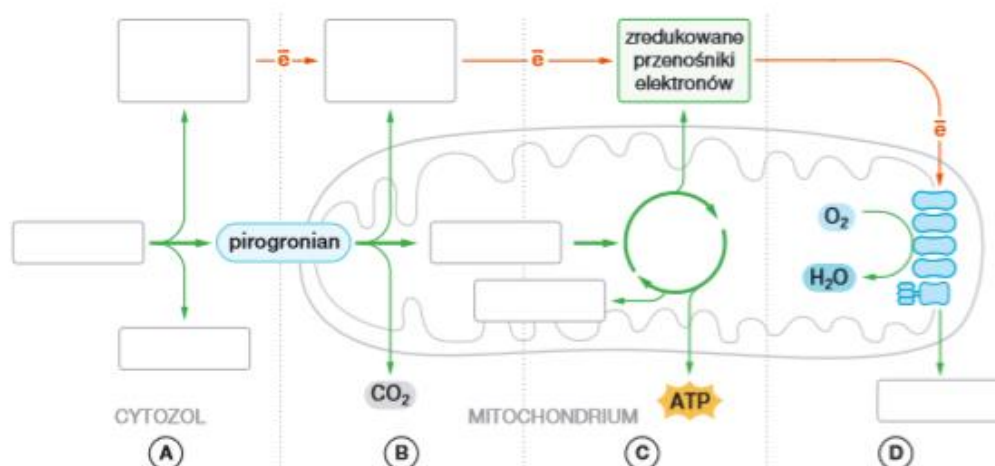 zredukowane
przenośniki
elektronów
ē
ē
ē
pirogronian
O₂
H₂O
CO₂
ATP
CYTOZOL
MITOCHONDRIUM
A
B
C
D